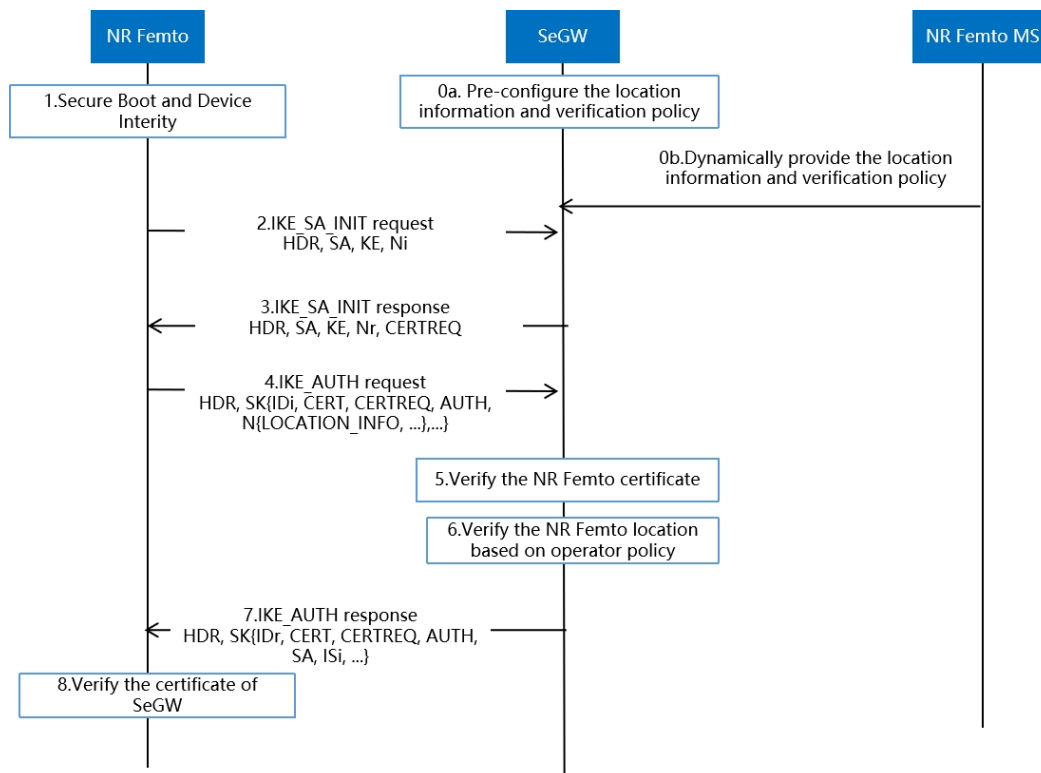 NR Femto
SeGW
NR Femto MS
1.Secure Boot and Device
Interity
0a. Pre-configure the location
information and verification policy
0b.Dynamically provide the location
information and verification policy
2.IKE_SA_INIT request
HDR, SA, KE, Ni
3.IKE_SA_INIT response
HDR, SA, KE, Nr, CERTREQ
4.IKE_AUTH request
HDR, SK{IDi, CERT, CERTREQ, AUTH,
N{LOCATION_INFO, ...},...}
5.Verify the NR Femto certificate
6.Verify the NR Femto location
based on operator policy
7.IKE_AUTH response
HDR, SK{IDr, CERT, CERTREQ, AUTH,
SA, ISi, ...}
8.Verify the certificate of
SeGW